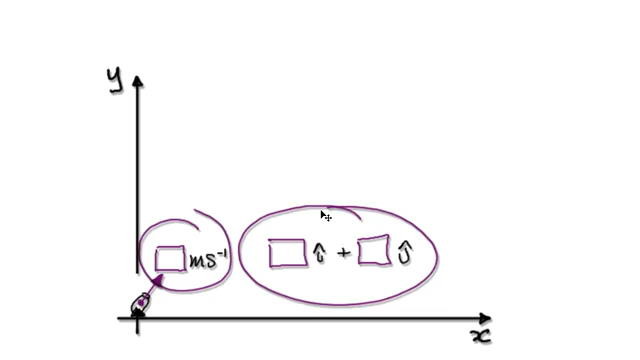 y
□ ms⁻¹ □ î + □ ĵ
x